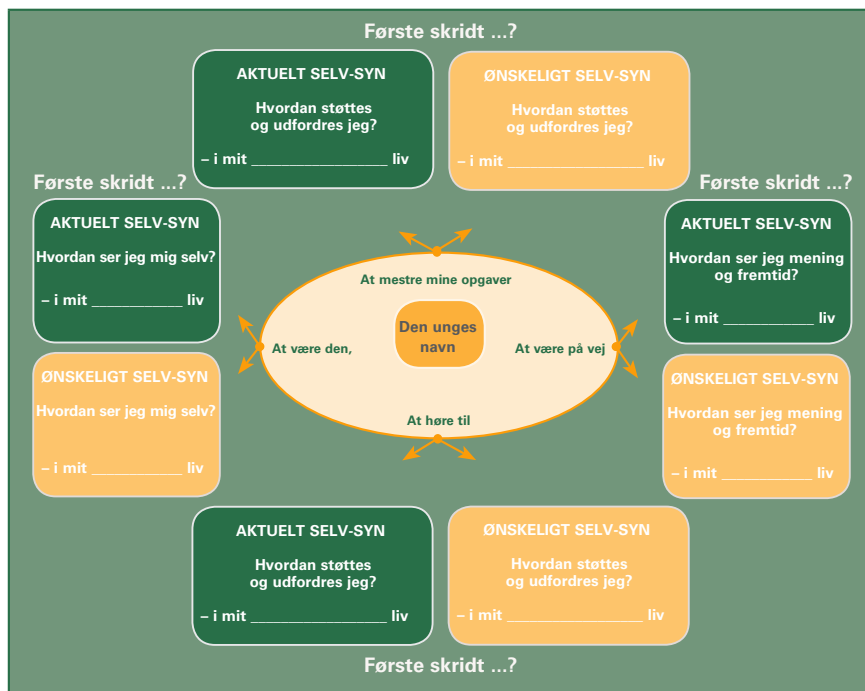 Første skridt ...?
AKTUELT SELV-SYN
Hvordan støttes
og udfordres jeg?
– i mit __________________ liv
ØNSKELIGT SELV-SYN
Hvordan støttes
og udfordres jeg?
– i mit __________________ liv
Første skridt ...?
AKTUELT SELV-SYN
Hvordan ser jeg mig selv?
– i mit ____________ liv
ØNSKELIGT SELV-SYN
Hvordan ser jeg mig selv?
– i mit ____________ liv
At mestre mine opgaver
Den unges
navn
At være den,
At være på vej
At høre til
Første skridt ...?
AKTUELT SELV-SYN
Hvordan ser jeg mening
og fremtid?
– i mit ____________ liv
ØNSKELIGT SELV-SYN
Hvordan ser jeg mening
og fremtid?
– i mit ____________ liv
AKTUELT SELV-SYN
Hvordan støttes
og udfordres jeg?
– i mit __________________ liv
ØNSKELIGT SELV-SYN
Hvordan støttes
og udfordres jeg?
– i mit __________________ liv
Første skridt ...?